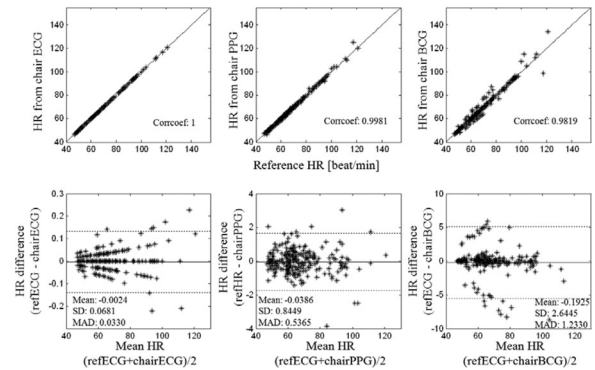 HR from chair ECG
140
120
100
80
60
40
Corrcoef: 1
40 60 80 100 120 140
HR from chair PPG
140
120
100
80
60
40
Corrcoef: 0.9981
40 60 80 100 120 140
HR from chair BCG
140
120
100
80
60
40
Corrcoef: 0.9819
40 60 80 100 120 140
Reference HR [beat/min]
HR difference
(refECG - chairECG)
0.3
0.2
0.1
0
-0.1
-0.2
Mean: -0.0024
SD: 0.0681
MAD: 0.0330
40 60 80 100 120
Mean HR
(refECG+chairECG)/2
HR difference
(refHR - chairPPG)
4
2
0
-2
-4
Mean: -0.0386
SD: 0.8449
MAD: 0.5365
40 60 80 100 120
Mean HR
(refECG+chairPPG)/2
HR difference
(refECG - chairBCG)
10
5
0
-5
-10
Mean: -0.1925
SD: 2.6445
MAD: 1.2330
40 60 80 100 120
Mean HR
(refECG+chairBCG)/2